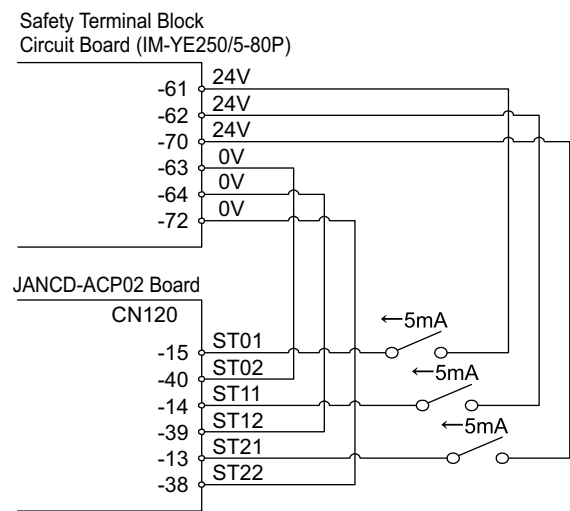 Safety Terminal Block
Circuit Board (IM-YE250/5-80P)
-61 24V
-62 24V
-70 24V
-63 0V
-64 0V
-72 0V
JANCD-ACP02 Board
CN120
←5mA
-15 ST01
-40 ST02
←5mA
-14 ST11
-39 ST12
←5mA
-13 ST21
-38 ST22